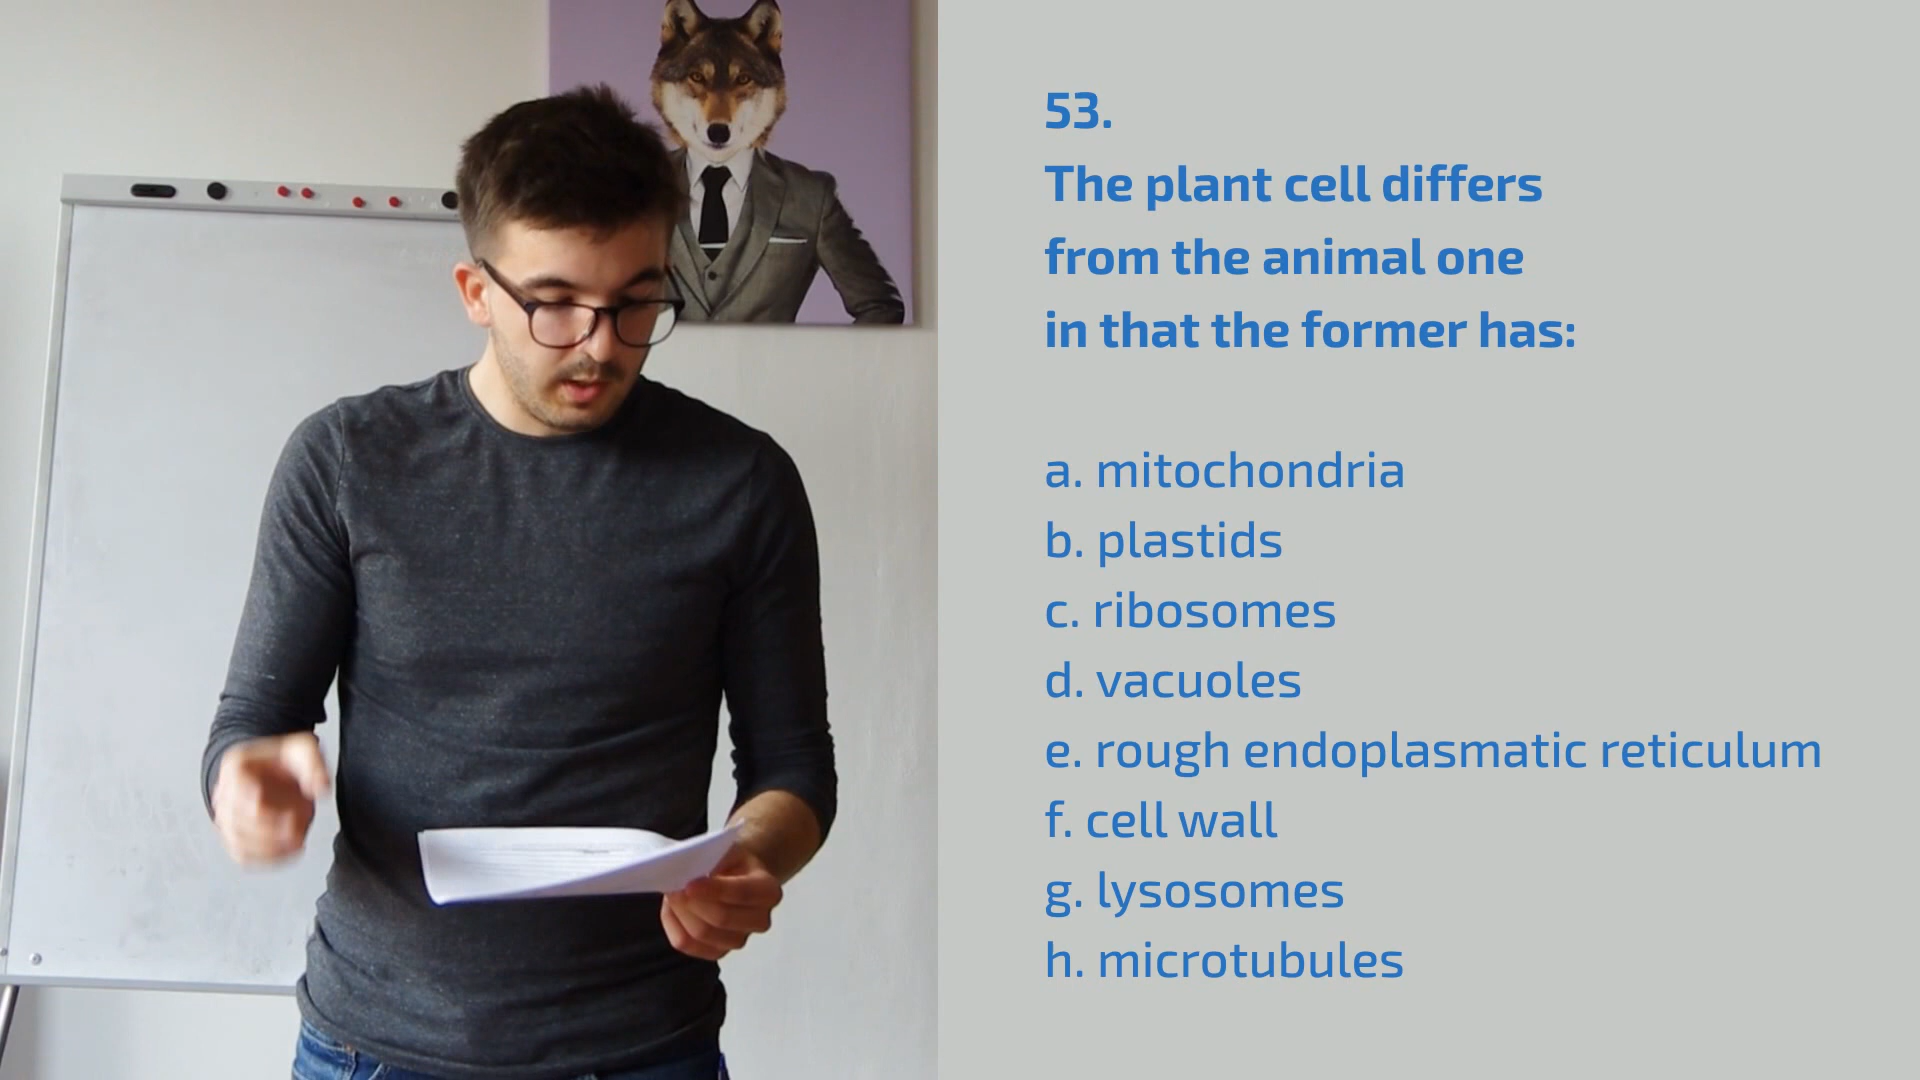 53.
The plant cell differs
from the animal one
in that the former has:
a. mitochondria
b. plastids
c. ribosomes
d. vacuoles
e. rough endoplasmatic reticulum
f. cell wall
g. lysosomes
h. microtubules